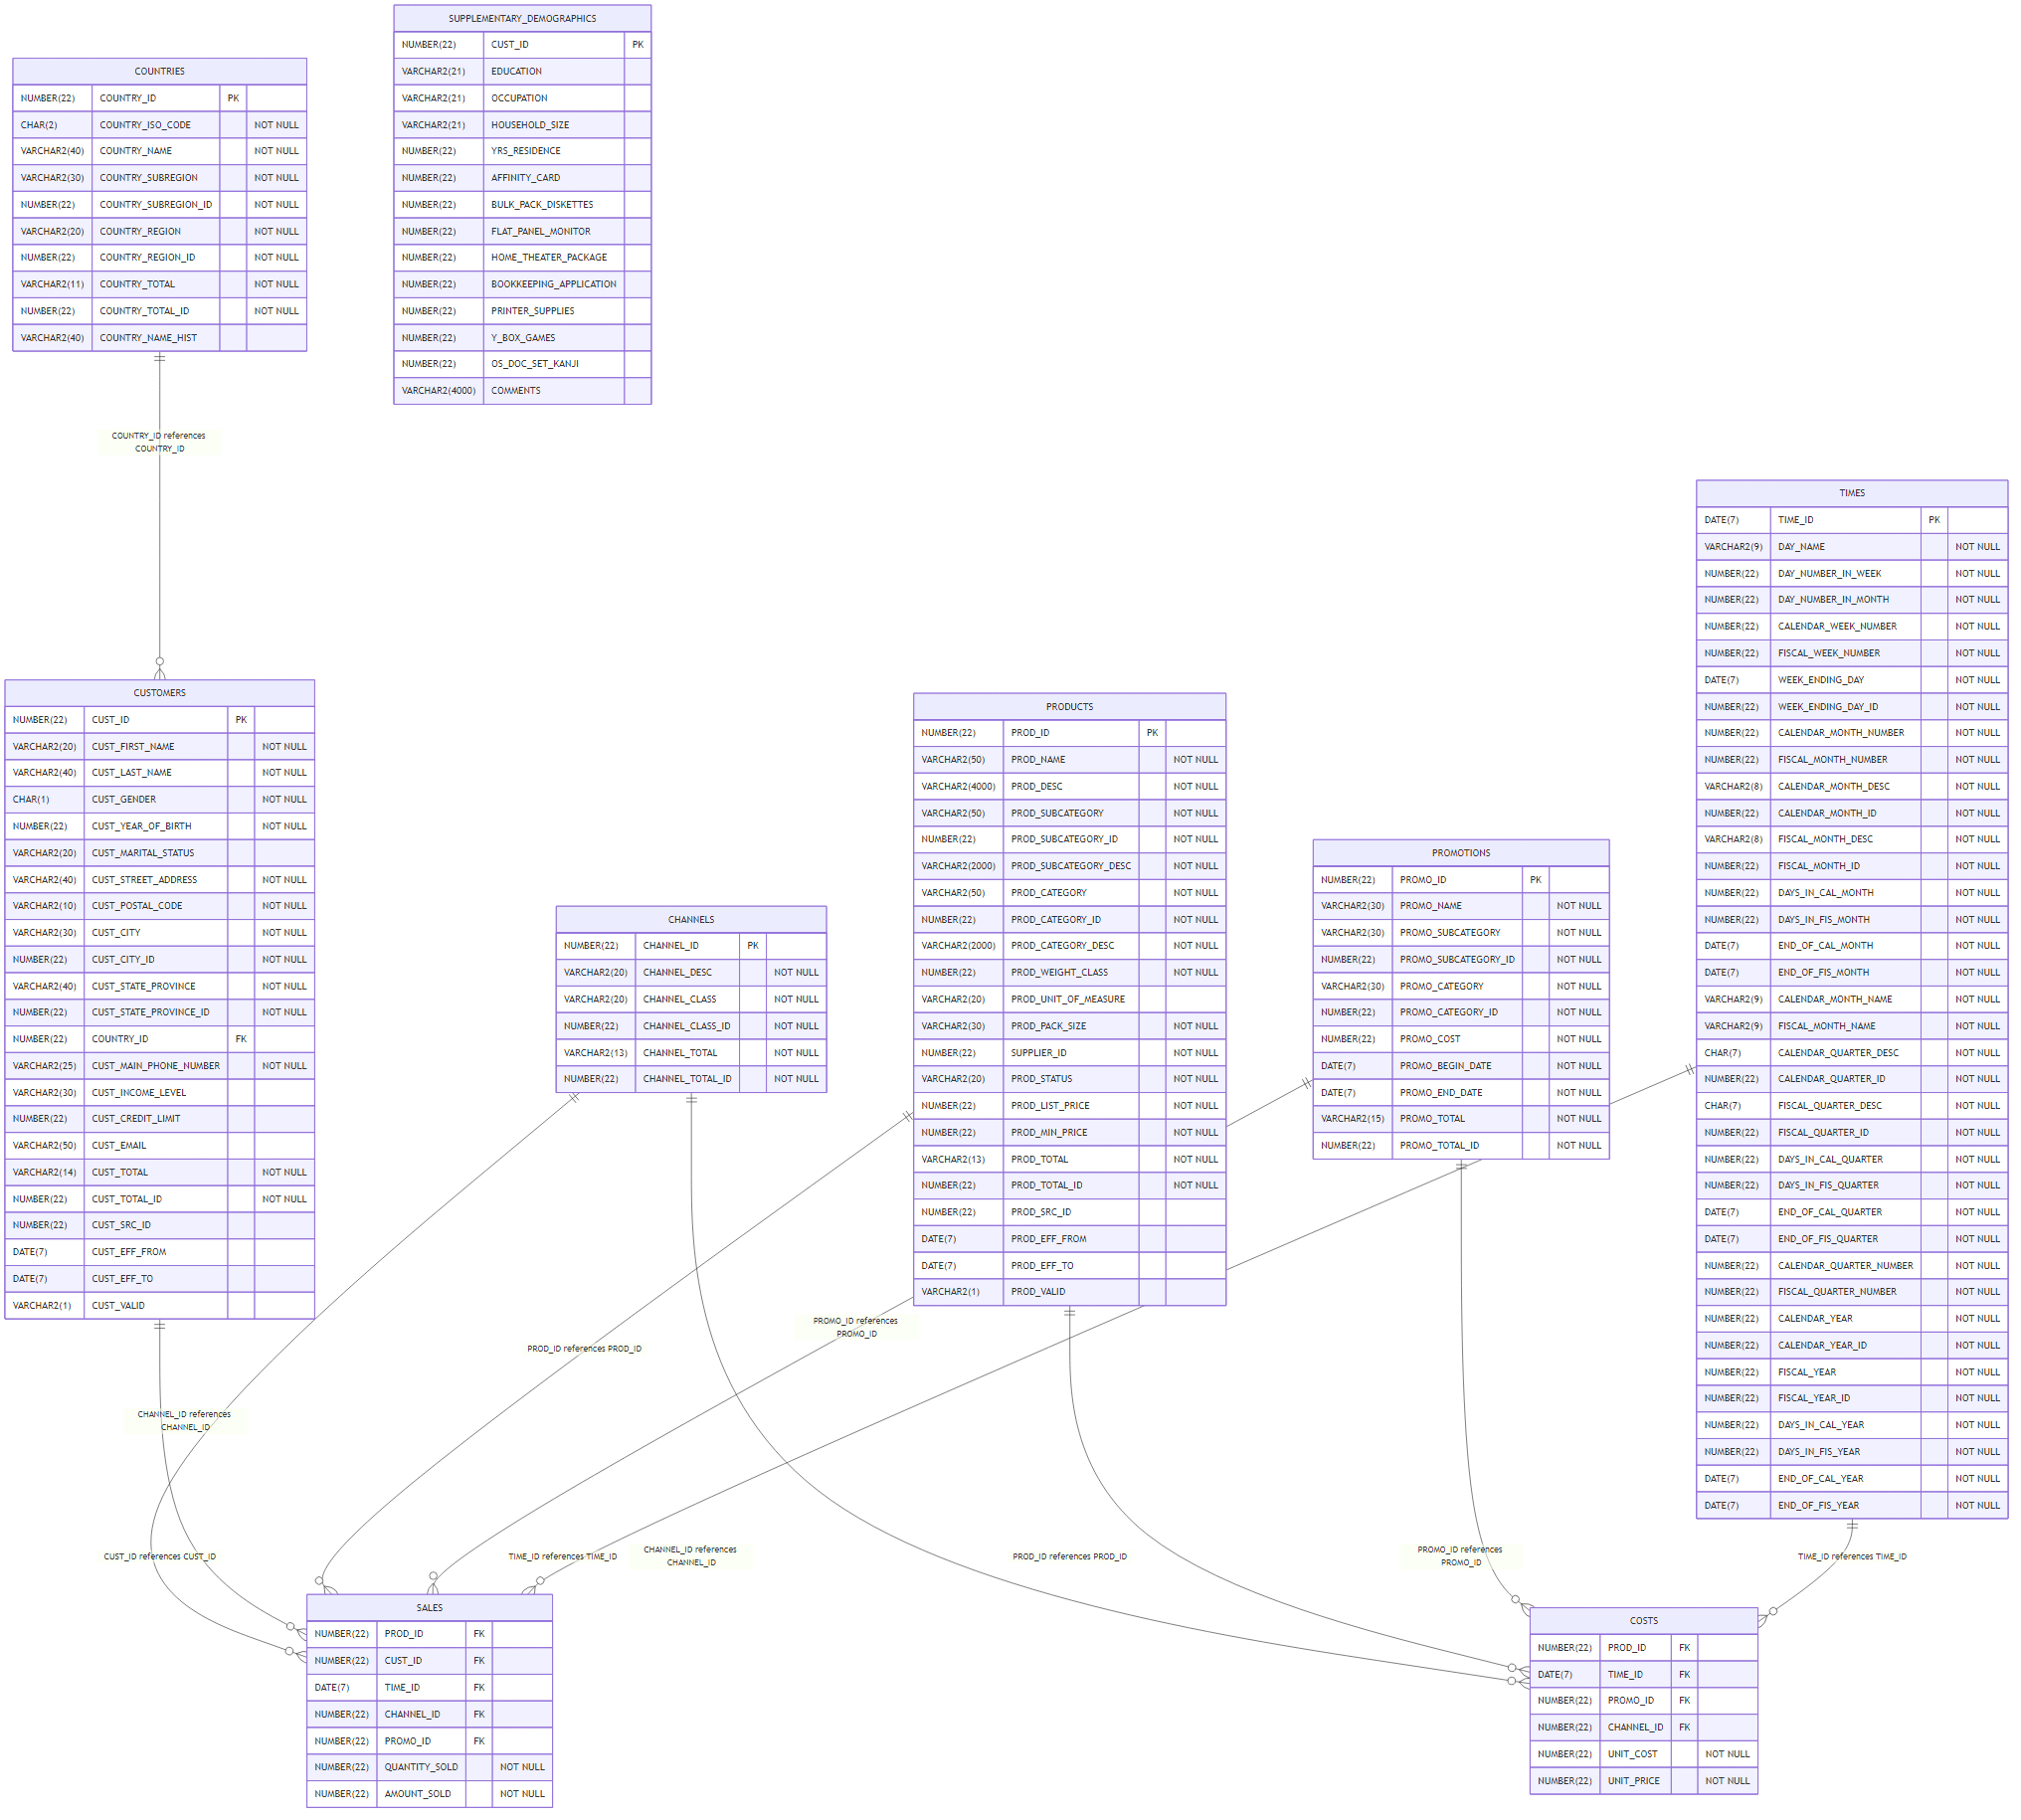 SUPPLEMENTARY_DEMOGRAPHICS
NUMBER(22) CUST_ID PK
VARCHAR2(21) EDUCATION
VARCHAR2(21) OCCUPATION
VARCHAR2(21) HOUSEHOLD_SIZE
NUMBER(22) YRS_RESIDENCE
NUMBER(22) AFFINITY_CARD
NUMBER(22) BULK_PACK_DISKETTES
NUMBER(22) FLAT_PANEL_MONITOR
NUMBER(22) HOME_THEATER_PACKAGE
NUMBER(22) BOOKKEEPING_APPLICATION
NUMBER(22) PRINTER_SUPPLIES
NUMBER(22) Y_BOX_GAMES
NUMBER(22) OS_DOC_SET_KANJI
VARCHAR2(4000) COMMENTS
COUNTRIES
NUMBER(22) COUNTRY_ID PK
CHAR(2) COUNTRY_ISO_CODE NOT NULL
VARCHAR2(40) COUNTRY_NAME NOT NULL
VARCHAR2(30) COUNTRY_SUBREGION NOT NULL
NUMBER(22) COUNTRY_SUBREGION_ID NOT NULL
VARCHAR2(20) COUNTRY_REGION NOT NULL
NUMBER(22) COUNTRY_REGION_ID NOT NULL
VARCHAR2(11) COUNTRY_TOTAL NOT NULL
NUMBER(22) COUNTRY_TOTAL_ID NOT NULL
VARCHAR2(40) COUNTRY_NAME_HIST
COUNTRY_ID references
COUNTRY_ID
CUSTOMERS
NUMBER(22) CUST_ID PK
VARCHAR2(20) CUST_FIRST_NAME NOT NULL
VARCHAR2(40) CUST_LAST_NAME NOT NULL
CHAR(1) CUST_GENDER NOT NULL
NUMBER(22) CUST_YEAR_OF_BIRTH NOT NULL
VARCHAR2(20) CUST_MARITAL_STATUS
VARCHAR2(40) CUST_STREET_ADDRESS NOT NULL
VARCHAR2(10) CUST_POSTAL_CODE NOT NULL
VARCHAR2(30) CUST_CITY NOT NULL
NUMBER(22) CUST_CITY_ID NOT NULL
VARCHAR2(40) CUST_STATE_PROVINCE NOT NULL
NUMBER(22) CUST_STATE_PROVINCE_ID NOT NULL
NUMBER(22) COUNTRY_ID FK
VARCHAR2(25) CUST_MAIN_PHONE_NUMBER NOT NULL
VARCHAR2(30) CUST_INCOME_LEVEL
NUMBER(22) CUST_CREDIT_LIMIT
VARCHAR2(50) CUST_EMAIL
VARCHAR2(14) CUST_TOTAL NOT NULL
NUMBER(22) CUST_TOTAL_ID NOT NULL
NUMBER(22) CUST_SRC_ID
DATE(7) CUST_EFF_FROM
DATE(7) CUST_EFF_TO
VARCHAR2(1) CUST_VALID
CHANNELS
NUMBER(22) CHANNEL_ID PK
VARCHAR2(20) CHANNEL_DESC NOT NULL
VARCHAR2(20) CHANNEL_CLASS NOT NULL
NUMBER(22) CHANNEL_CLASS_ID NOT NULL
VARCHAR2(13) CHANNEL_TOTAL NOT NULL
NUMBER(22) CHANNEL_TOTAL_ID NOT NULL
PRODUCTS
NUMBER(22) PROD_ID PK
VARCHAR2(50) PROD_NAME NOT NULL
VARCHAR2(4000) PROD_DESC NOT NULL
VARCHAR2(50) PROD_SUBCATEGORY NOT NULL
NUMBER(22) PROD_SUBCATEGORY_ID NOT NULL
VARCHAR2(2000) PROD_SUBCATEGORY_DESC NOT NULL
VARCHAR2(50) PROD_CATEGORY NOT NULL
NUMBER(22) PROD_CATEGORY_ID NOT NULL
VARCHAR2(2000) PROD_CATEGORY_DESC NOT NULL
NUMBER(22) PROD_WEIGHT_CLASS NOT NULL
VARCHAR2(20) PROD_UNIT_OF_MEASURE
VARCHAR2(30) PROD_PACK_SIZE NOT NULL
NUMBER(22) SUPPLIER_ID NOT NULL
VARCHAR2(20) PROD_STATUS NOT NULL
NUMBER(22) PROD_LIST_PRICE NOT NULL
NUMBER(22) PROD_MIN_PRICE NOT NULL
VARCHAR2(13) PROD_TOTAL NOT NULL
NUMBER(22) PROD_TOTAL_ID NOT NULL
NUMBER(22) PROD_SRC_ID
DATE(7) PROD_EFF_FROM
DATE(7) PROD_EFF_TO
VARCHAR2(1) PROD_VALID
PROMOTIONS
NUMBER(22) PROMO_ID PK
VARCHAR2(30) PROMO_NAME NOT NULL
VARCHAR2(30) PROMO_SUBCATEGORY NOT NULL
NUMBER(22) PROMO_SUBCATEGORY_ID NOT NULL
VARCHAR2(30) PROMO_CATEGORY NOT NULL
NUMBER(22) PROMO_CATEGORY_ID NOT NULL
NUMBER(22) PROMO_COST NOT NULL
DATE(7) PROMO_BEGIN_DATE NOT NULL
DATE(7) PROMO_END_DATE NOT NULL
VARCHAR2(15) PROMO_TOTAL NOT NULL
NUMBER(22) PROMO_TOTAL_ID NOT NULL
TIMES
DATE(7) TIME_ID PK
VARCHAR2(9) DAY_NAME NOT NULL
NUMBER(22) DAY_NUMBER_IN_WEEK NOT NULL
NUMBER(22) DAY_NUMBER_IN_MONTH NOT NULL
NUMBER(22) CALENDAR_WEEK_NUMBER NOT NULL
NUMBER(22) FISCAL_WEEK_NUMBER NOT NULL
DATE(7) WEEK_ENDING_DAY NOT NULL
NUMBER(22) WEEK_ENDING_DAY_ID NOT NULL
NUMBER(22) CALENDAR_MONTH_NUMBER NOT NULL
NUMBER(22) FISCAL_MONTH_NUMBER NOT NULL
VARCHAR2(8) CALENDAR_MONTH_DESC NOT NULL
NUMBER(22) CALENDAR_MONTH_ID NOT NULL
VARCHAR2(8) FISCAL_MONTH_DESC NOT NULL
NUMBER(22) FISCAL_MONTH_ID NOT NULL
NUMBER(22) DAYS_IN_CAL_MONTH NOT NULL
NUMBER(22) DAYS_IN_FIS_MONTH NOT NULL
DATE(7) END_OF_CAL_MONTH NOT NULL
DATE(7) END_OF_FIS_MONTH NOT NULL
VARCHAR2(9) CALENDAR_MONTH_NAME NOT NULL
VARCHAR2(9) FISCAL_MONTH_NAME NOT NULL
CHAR(7) CALENDAR_QUARTER_DESC NOT NULL
NUMBER(22) CALENDAR_QUARTER_ID NOT NULL
CHAR(7) FISCAL_QUARTER_DESC NOT NULL
NUMBER(22) FISCAL_QUARTER_ID NOT NULL
NUMBER(22) DAYS_IN_CAL_QUARTER NOT NULL
NUMBER(22) DAYS_IN_FIS_QUARTER NOT NULL
DATE(7) END_OF_CAL_QUARTER NOT NULL
DATE(7) END_OF_FIS_QUARTER NOT NULL
NUMBER(22) CALENDAR_QUARTER_NUMBER NOT NULL
NUMBER(22) FISCAL_QUARTER_NUMBER NOT NULL
NUMBER(22) CALENDAR_YEAR NOT NULL
NUMBER(22) CALENDAR_YEAR_ID NOT NULL
NUMBER(22) FISCAL_YEAR NOT NULL
NUMBER(22) FISCAL_YEAR_ID NOT NULL
NUMBER(22) DAYS_IN_CAL_YEAR NOT NULL
NUMBER(22) DAYS_IN_FIS_YEAR NOT NULL
DATE(7) END_OF_CAL_YEAR NOT NULL
DATE(7) END_OF_FIS_YEAR NOT NULL
PROMO_ID references
PROMO_ID
PROD_ID references PROD_ID
CHANNEL_ID references
CHANNEL_ID
CUST_ID references CUST_ID
TIME_ID references TIME_ID
CHANNEL_ID references
CHANNEL_ID
PROD_ID references PROD_ID
PROMO_ID references
PROMO_ID
TIME_ID references TIME_ID
SALES
NUMBER(22) PROD_ID FK
NUMBER(22) CUST_ID FK
DATE(7) TIME_ID FK
NUMBER(22) CHANNEL_ID FK
NUMBER(22) PROMO_ID FK
NUMBER(22) QUANTITY_SOLD NOT NULL
NUMBER(22) AMOUNT_SOLD NOT NULL
COSTS
NUMBER(22) PROD_ID FK
DATE(7) TIME_ID FK
NUMBER(22) PROMO_ID FK
NUMBER(22) CHANNEL_ID FK
NUMBER(22) UNIT_COST NOT NULL
NUMBER(22) UNIT_PRICE NOT NULL